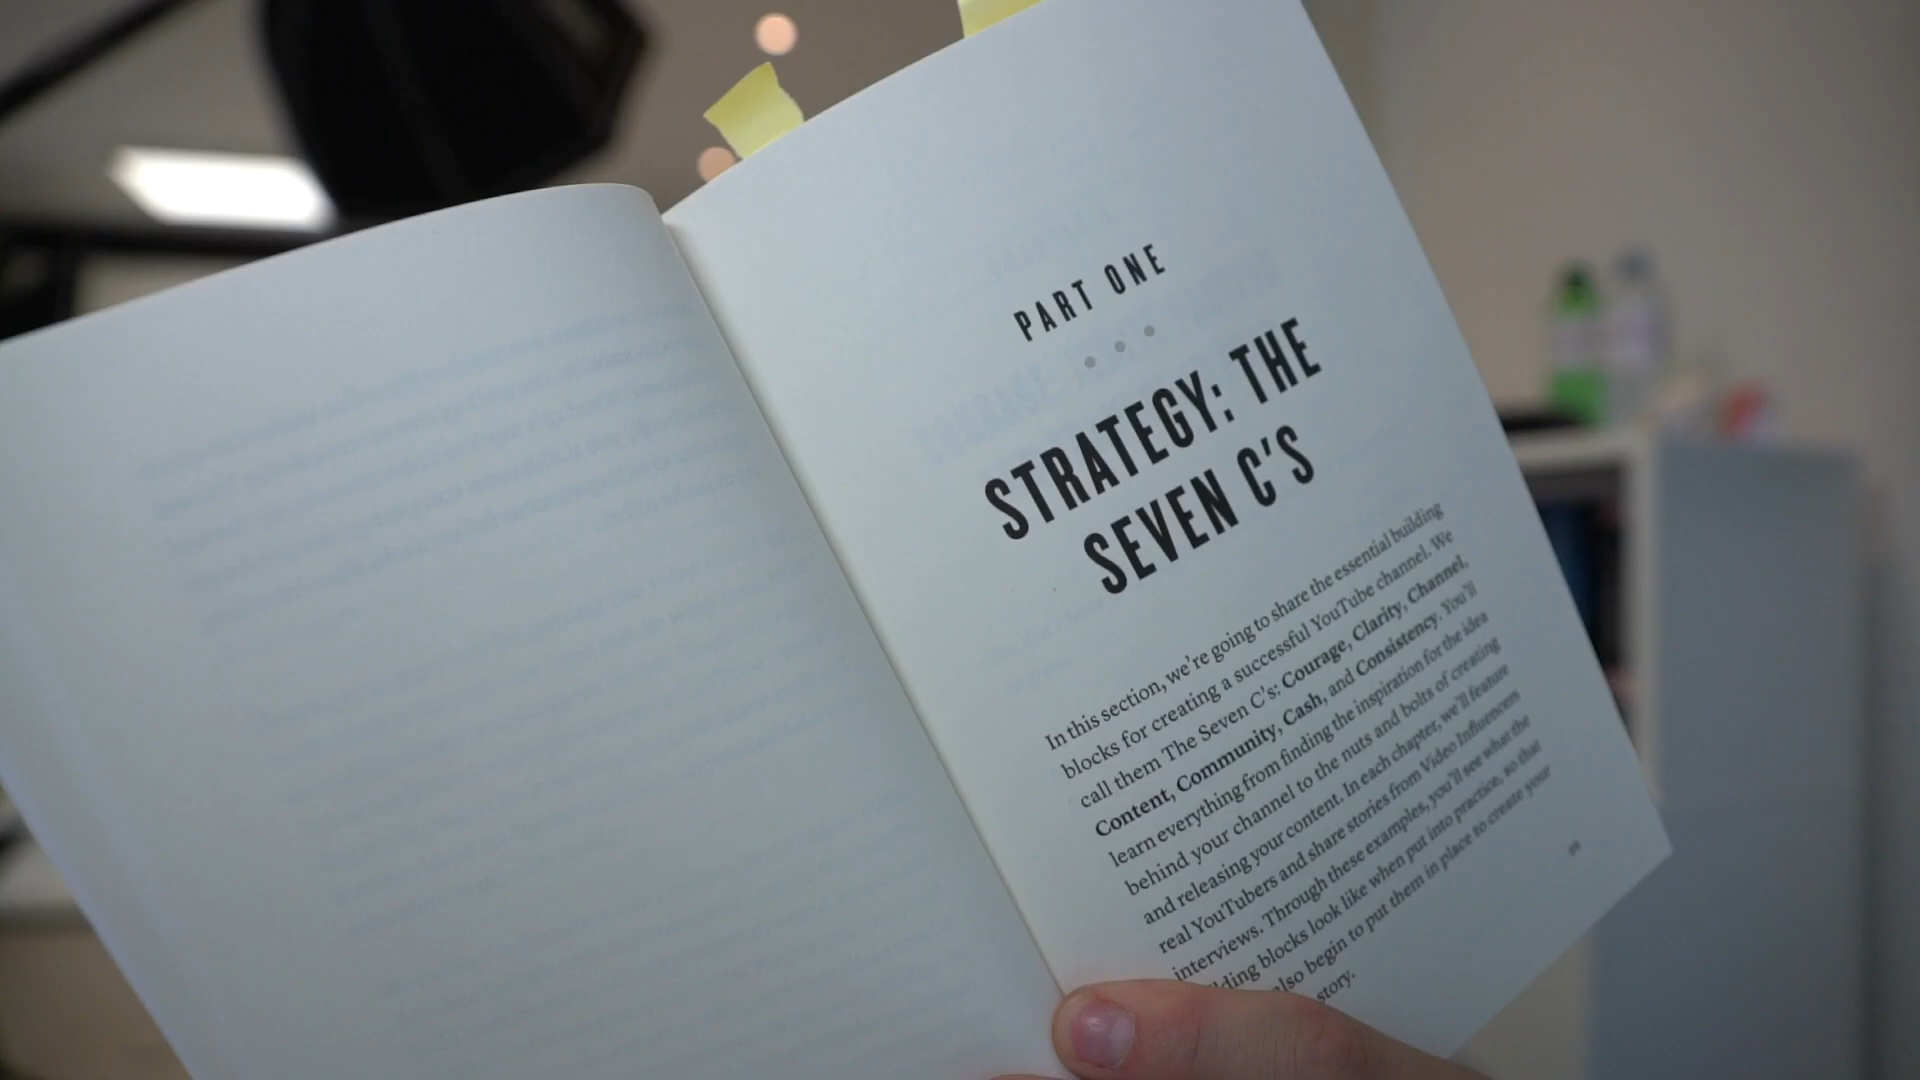 PART ONE
STRATEGY: THE
SEVEN C'S
In this section, we're going to share the essential building
blocks for creating a successful YouTube channel. We
call them The Seven C's: Courage, Clarity, Channel,
Content, Community, Cash, and Consistency. You'll
learn everything from finding the inspiration for the idea
behind your channel to the nuts and bolts of creating
and releasing your content. In each chapter, we'll feature
real YouTubers and share stories from Video Influencers
interviews. Through these examples, you'll see what the
blocks look like when put into practice, so that
also begin to put them in place to create your
story.